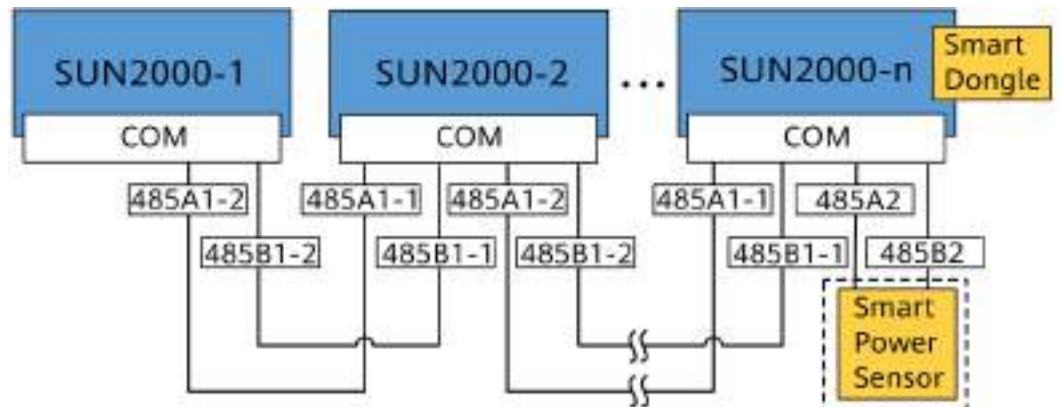 SUN2000-1
SUN2000-2
...
SUN2000-n
Smart
Dongle
COM
COM
COM
485A1-2
485A1-1
485A1-2
485A1-1
485A2
485B1-2
485B1-1
485B1-2
485B1-1
485B2
Smart
Power
Sensor